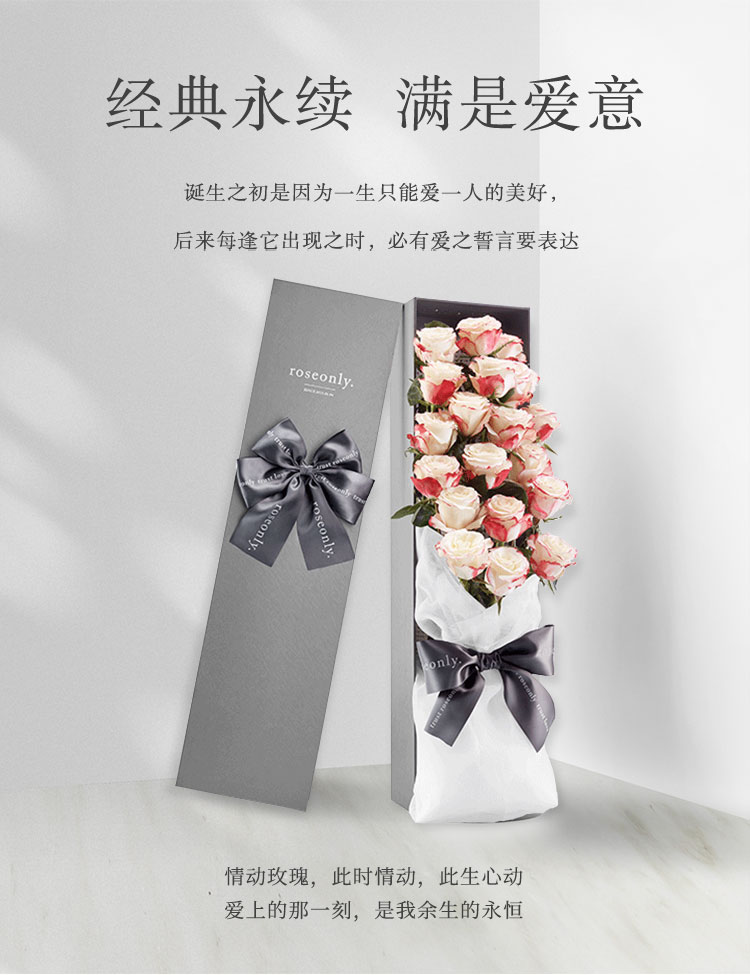 经典永续 满是爱意
诞生之初是因为一生只能爱一人的美好，
后来每逢它出现之时，必有爱之誓言要表达
roseonly.
trust roseonly.
roseonly.
roseonly.
eonly.
情动玫瑰，此时情动，此生心动
爱上的那一刻，是我余生的永恒